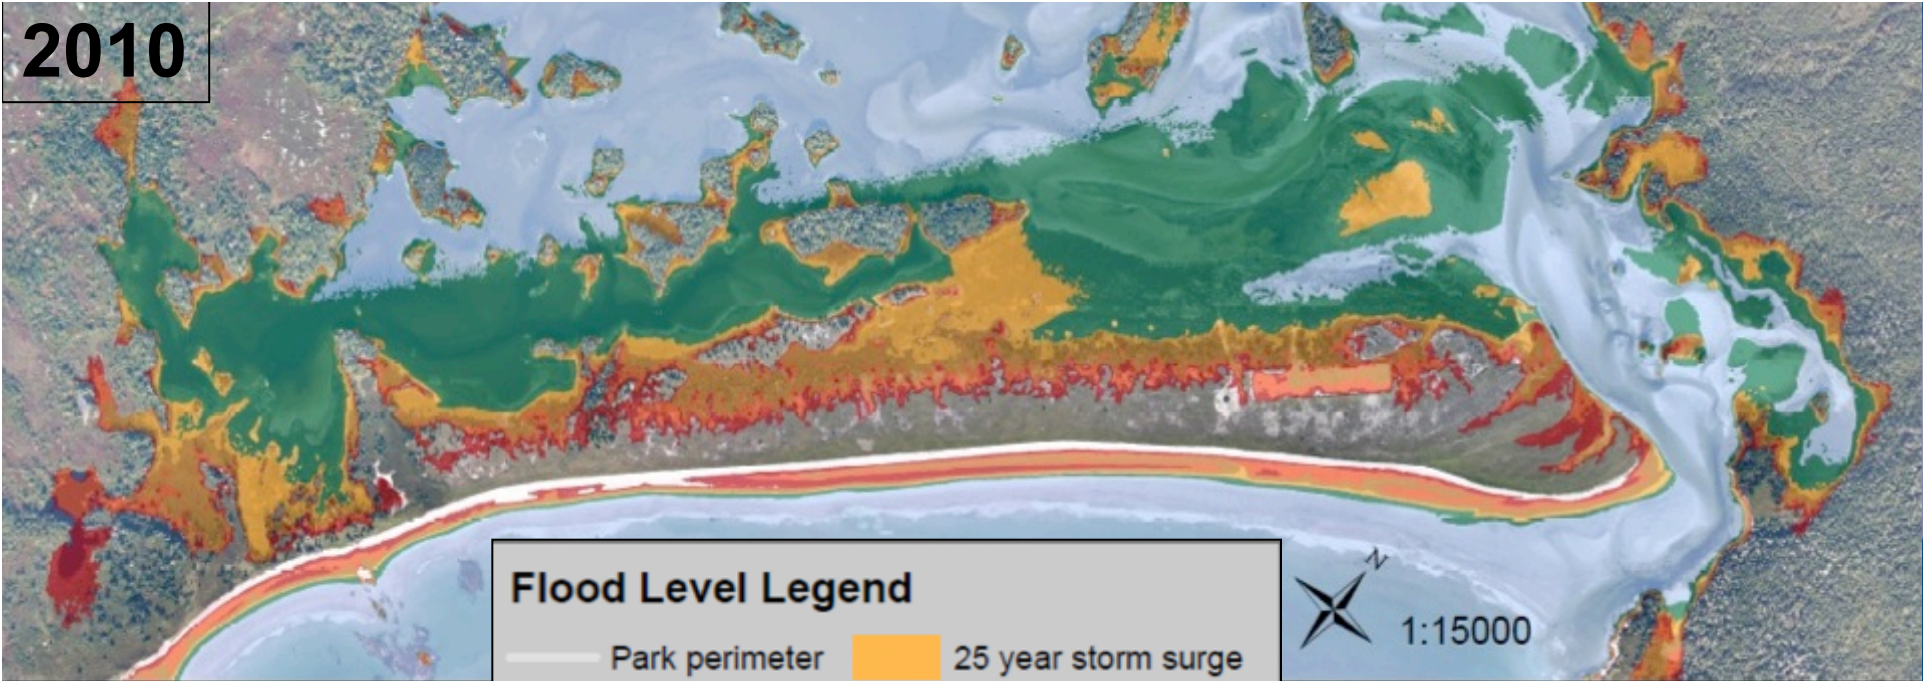 2010
Flood Level Legend
Park perimeter
25 year storm surge
N
1:15000